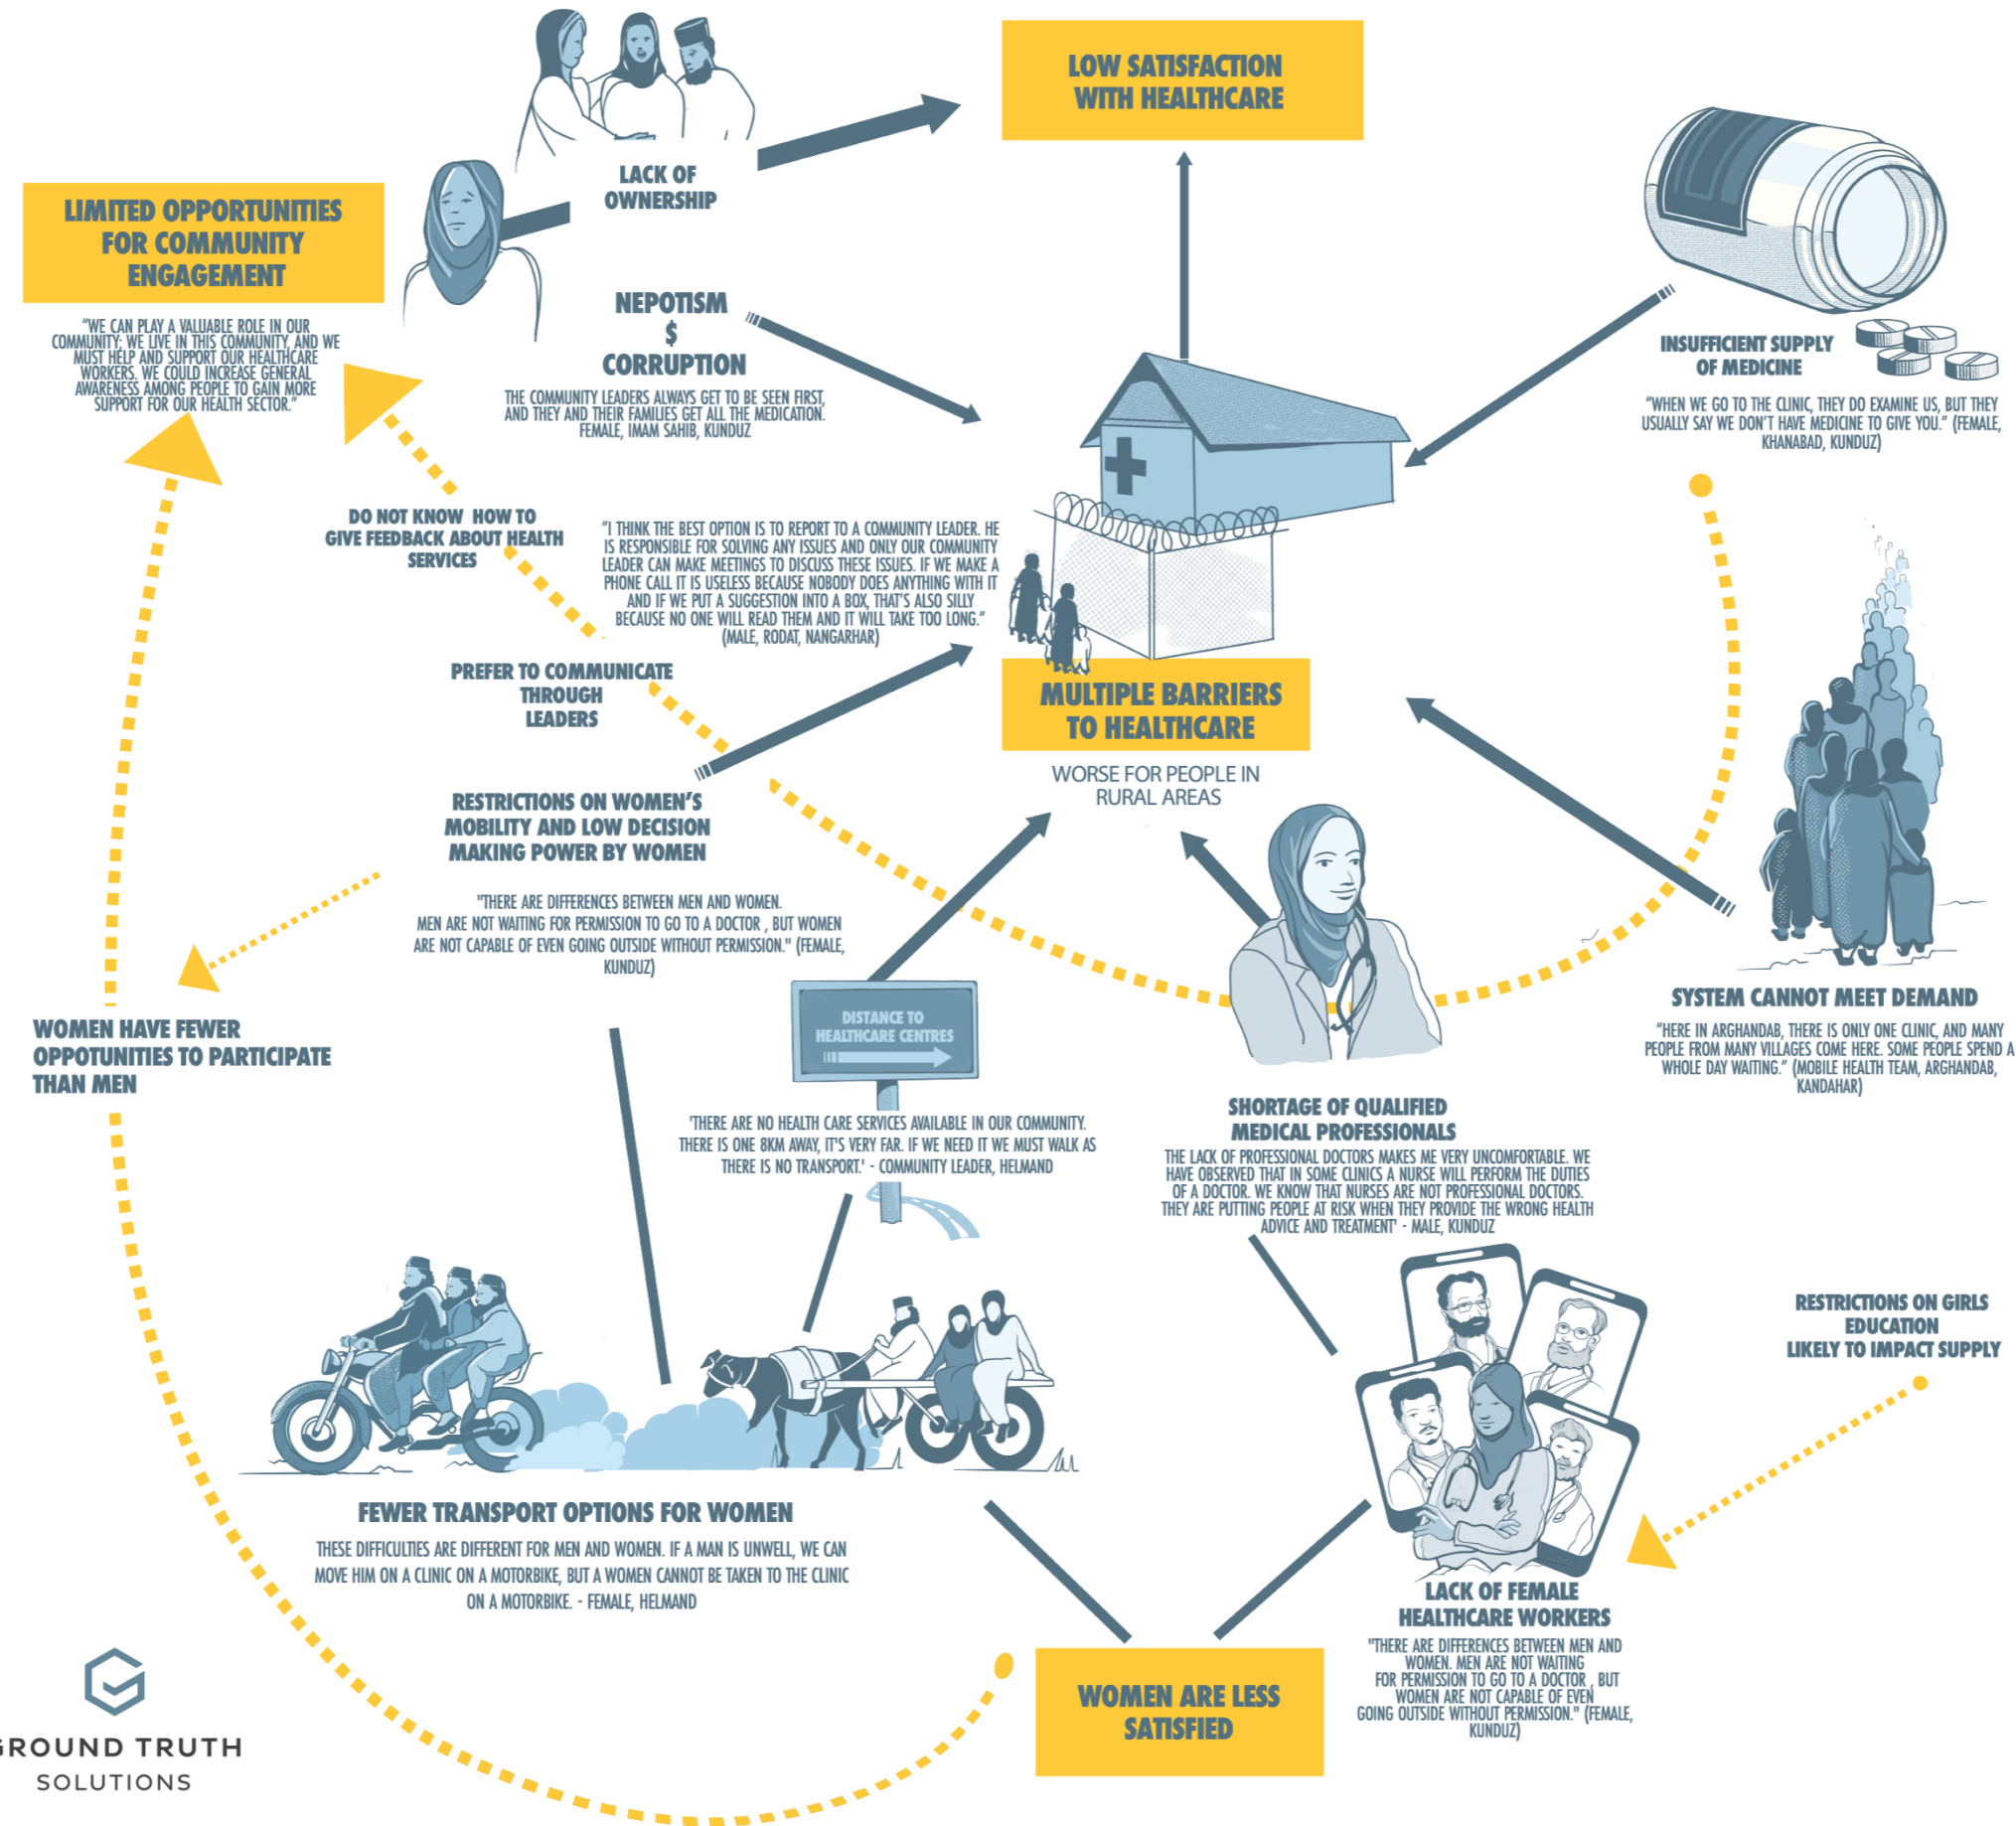 LOW SATISFACTION
WITH HEALTHCARE
LACK OF
OWNERSHIP
LIMITED OPPORTUNITIES
FOR COMMUNITY
ENGAGEMENT
"WE CAN PLAY A VALUABLE ROLE IN OUR
COMMUNITY; WE LIVE IN THIS COMMUNITY, AND WE
MUST HELP AND SUPPORT OUR HEALTHCARE
WORKERS. WE COULD INCREASE GENERAL
AWARENESS AMONG PEOPLE TO GAIN MORE
SUPPORT FOR OUR HEALTH SECTOR."
NEPOTISM
$
CORRUPTION
THE COMMUNITY LEADERS ALWAYS GET TO BE SEEN FIRST,
AND THEY AND THEIR FAMILIES GET ALL THE MEDICATION.
FEMALE, IMAM SAHIB, KUNDUZ
INSUFFICIENT SUPPLY
OF MEDICINE
"WHEN WE GO TO THE CLINIC, THEY DO EXAMINE US, BUT THEY
USUALLY SAY WE DON'T HAVE MEDICINE TO GIVE YOU." (FEMALE,
KHANABAD, KUNDUZ)
DO NOT KNOW HOW TO
GIVE FEEDBACK ABOUT HEALTH
SERVICES
"I THINK THE BEST OPTION IS TO REPORT TO A COMMUNITY LEADER. HE
IS RESPONSIBLE FOR SOLVING ANY ISSUES AND ONLY OUR COMMUNITY
LEADER CAN MAKE MEETINGS TO DISCUSS THESE ISSUES. IF WE MAKE A
PHONE CALL IT IS USELESS BECAUSE NOBODY DOES ANYTHING WITH IT
AND IF WE PUT A SUGGESTION INTO A BOX, THAT'S ALSO SILLY
BECAUSE NO ONE WILL READ THEM AND IT WILL TAKE TOO LONG."
(MALE, RODAT, NANGARHAR)
PREFER TO COMMUNICATE
THROUGH
LEADERS
MULTIPLE BARRIERS
TO HEALTHCARE
WORSE FOR PEOPLE IN
RURAL AREAS
RESTRICTIONS ON WOMEN'S
MOBILITY AND LOW DECISION
MAKING POWER BY WOMEN
"THERE ARE DIFFERENCES BETWEEN MEN AND WOMEN.
MEN ARE NOT WAITING FOR PERMISSION TO GO TO A DOCTOR , BUT WOMEN
ARE NOT CAPABLE OF EVEN GOING OUTSIDE WITHOUT PERMISSION." (FEMALE,
KUNDUZ)
WOMEN HAVE FEWER
OPPOTUNITIES TO PARTICIPATE
THAN MEN
DISTANCE TO
HEALTHCARE CENTRES
'THERE ARE NO HEALTH CARE SERVICES AVAILABLE IN OUR COMMUNITY.
THERE IS ONE 8KM AWAY, IT'S VERY FAR. IF WE NEED IT WE MUST WALK AS
THERE IS NO TRANSPORT.' - COMMUNITY LEADER, HELMAND
SYSTEM CANNOT MEET DEMAND
"HERE IN ARGHANDAB, THERE IS ONLY ONE CLINIC, AND MANY
PEOPLE FROM MANY VILLAGES COME HERE. SOME PEOPLE SPEND A
WHOLE DAY WAITING." (MOBILE HEALTH TEAM, ARGHANDAB,
KANDAHAR)
SHORTAGE OF QUALIFIED
MEDICAL PROFESSIONALS
THE LACK OF PROFESSIONAL DOCTORS MAKES ME VERY UNCOMFORTABLE. WE
HAVE OBSERVED THAT IN SOME CLINICS A NURSE WILL PERFORM THE DUTIES
OF A DOCTOR. WE KNOW THAT NURSES ARE NOT PROFESSIONAL DOCTORS.
THEY ARE PUTTING PEOPLE AT RISK WHEN THEY PROVIDE THE WRONG HEALTH
ADVICE AND TREATMENT' - MALE, KUNDUZ
RESTRICTIONS ON GIRLS
EDUCATION
LIKELY TO IMPACT SUPPLY
FEWER TRANSPORT OPTIONS FOR WOMEN
THESE DIFFICULTIES ARE DIFFERENT FOR MEN AND WOMEN. IF A MAN IS UNWELL, WE CAN
MOVE HIM ON A CLINIC ON A MOTORBIKE, BUT A WOMEN CANNOT BE TAKEN TO THE CLINIC
ON A MOTORBIKE. - FEMALE, HELMAND
LACK OF FEMALE
HEALTHCARE WORKERS
"THERE ARE DIFFERENCES BETWEEN MEN AND
WOMEN. MEN ARE NOT WAITING
FOR PERMISSION TO GO TO A DOCTOR , BUT
WOMEN ARE NOT CAPABLE OF EVEN
GOING OUTSIDE WITHOUT PERMISSION." (FEMALE,
KUNDUZ)
WOMEN ARE LESS
SATISFIED
GROUND TRUTH
SOLUTIONS